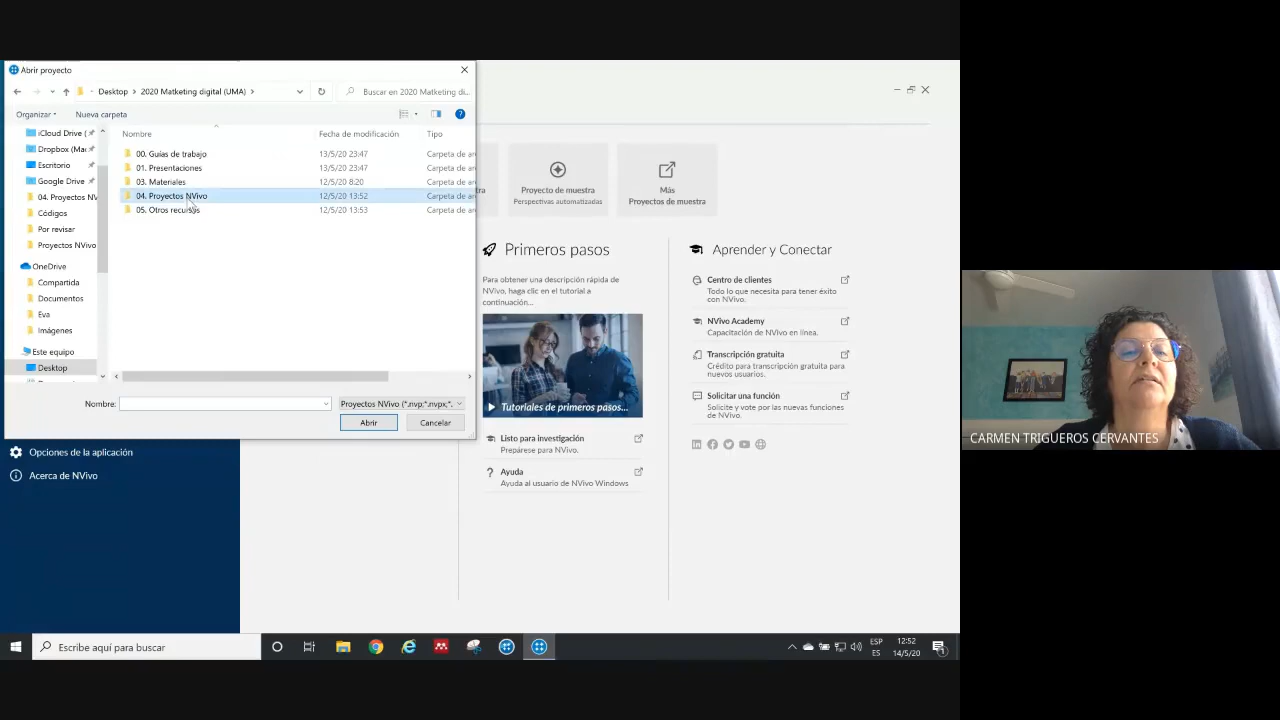 Abrir proyecto
Desktop
2020 Matketing digital (UMA)
Buscar en 2020 Matketing di...
Organizar
Nueva carpeta
iCloud Drive (
Dropbox (Mac
Escritorio
Google Drive
04. Proyectos NV
Códigos
Por revisar
Proyectos NVivo
OneDrive
Compartida
Documentos
Eva
Imágenes
Este equipo
Desktop
Nombre
Fecha de modificación
Tipo
00. Guías de trabajo
13/5/20 23:47
Carpeta de ar
01. Presentaciones
13/5/20 23:47
Carpeta de ar
03. Materiales
12/5/20 8:20
Carpeta de ar
04. Proyectos NVivo
12/5/20 13:52
Carpeta de ar
05. Otros recursos
12/5/20 13:53
Carpeta de ar
Nombre:
Proyectos NVivo (*.nvp;*.nvpx;*.
Abrir
Cancelar
Opciones de la aplicación
Acerca de NVivo
Proyecto de muestra
Perspectivas automatizadas
Más
Proyectos de muestra
Primeros pasos
Para obtener una descripción rápida de
NVivo, haga clic en el tutorial a
continuación...
Tutoriales de primeros pasos...
Listo para investigación
Prepárese para NVivo.
Ayuda
Ayuda al usuario de NVivo Windows
Aprender y Conectar
Centro de clientes
Todo lo que necesita para tener éxito
con NVivo.
NVivo Academy
Capacitación de NVivo en línea.
Transcripción gratuita
Crédito para transcripción gratuita para
nuevos usuarios.
Solicitar una función
Solicite y vote por las nuevas funciones
de NVivo.
CARMEN TRIGUEROS CERVANTES
Escribe aquí para buscar
ESP
ES
12:52
14/5/20